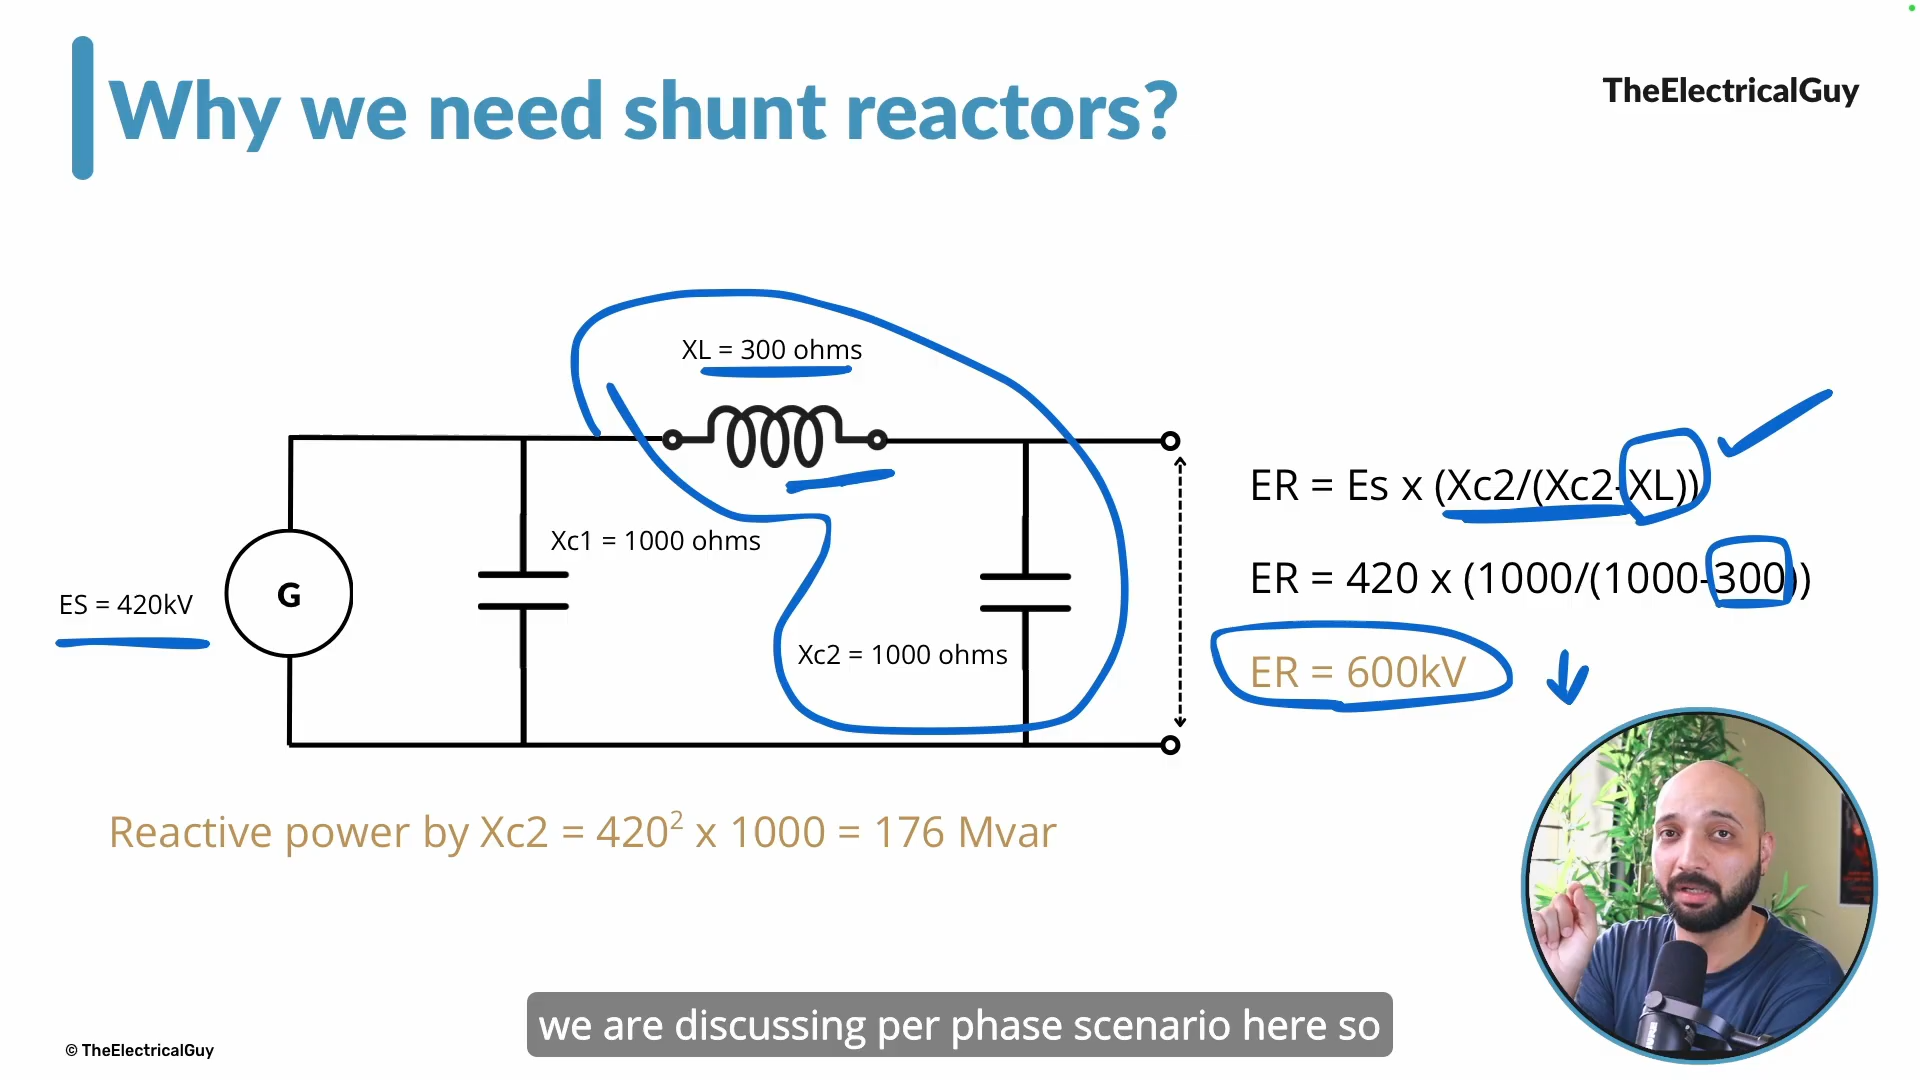 Why we need shunt reactors?
TheElectricalGuy
XL = 300 ohms
ER = Es x (Xc2/(Xc2-XL))
Xc1 = 1000 ohms
ER = 420 x (1000/(1000-300))
ES = 420kV
G
Xc2 = 1000 ohms
ER = 600kV
Reactive power by Xc2 = 420² x 1000 = 176 Mvar
we are discussing per phase scenario here so
© TheElectricalGuy